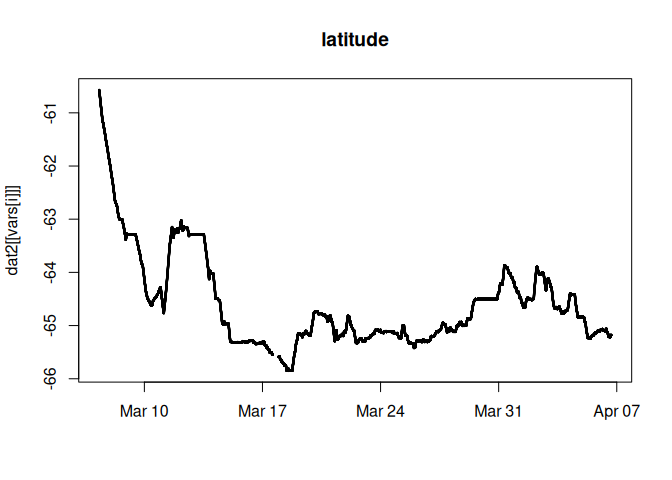 latitude
dat2[[vars[i]]]
-61
-62
-63
-64
-65
-66
Mar 10
Mar 17
Mar 24
Mar 31
Apr 07